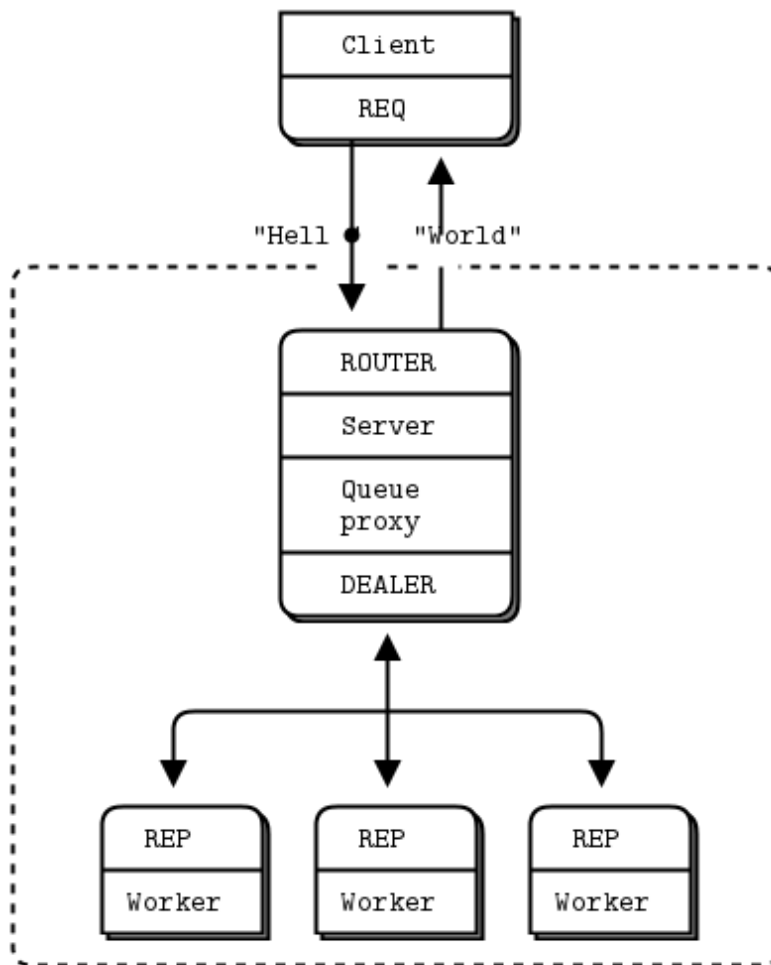 Client
REQ
"Hell "World"
ROUTER
Server
Queue
proxy
DEALER
REP REP REP
Worker Worker Worker